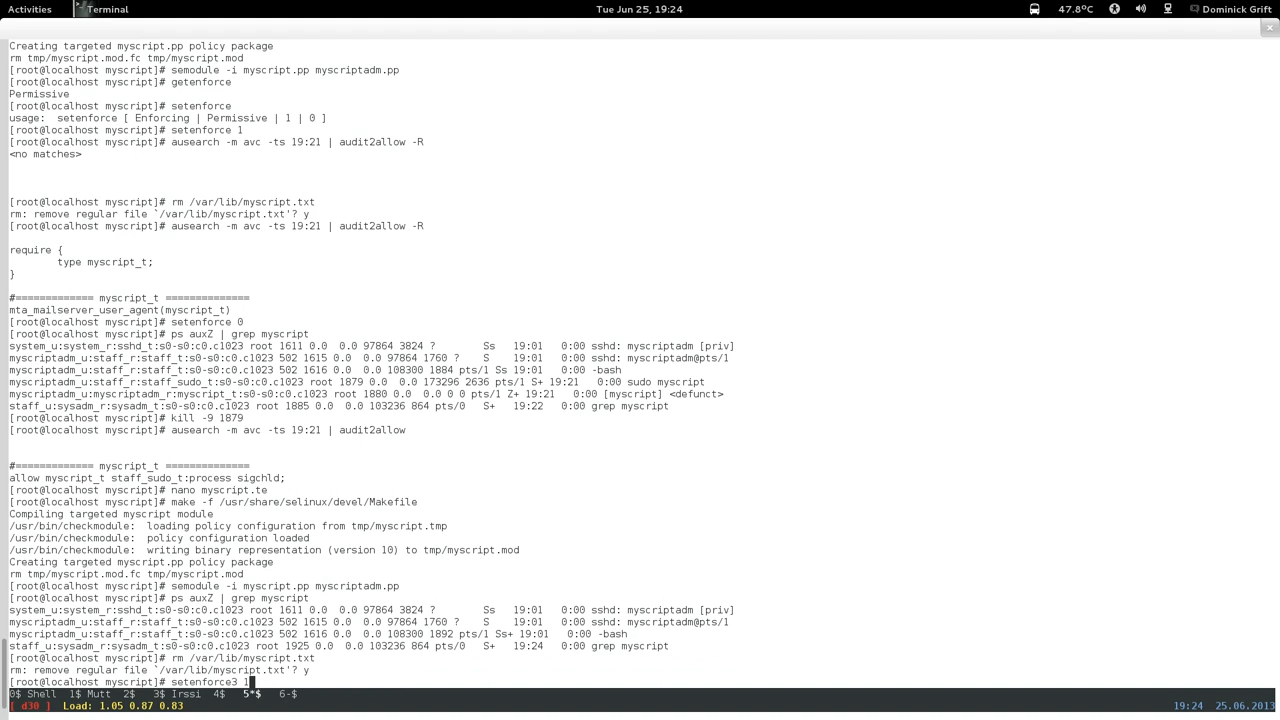 Activities
Terminal
Tue Jun 25, 19:24
47.8°C
Dominick Grift
Creating targeted myscript.pp policy package
rm tmp/myscript.mod.fc tmp/myscript.mod
[root@localhost myscript]# semodule -i myscript.pp myscriptadm.pp
[root@localhost myscript]# getenforce
Permissive
[root@localhost myscript]# setenforce
usage:  setenforce [ Enforcing | Permissive | 1 | 0 ]
[root@localhost myscript]# setenforce 1
[root@localhost myscript]# ausearch -m avc -ts 19:21 | audit2allow -R
<no matches>
[root@localhost myscript]# rm /var/lib/myscript.txt
rm: remove regular file `/var/lib/myscript.txt'? y
[root@localhost myscript]# ausearch -m avc -ts 19:21 | audit2allow -R
require {
        type myscript_t;
}
#============= myscript_t ==============
mta_mailserver_user_agent(myscript_t)
[root@localhost myscript]# setenforce 0
[root@localhost myscript]# ps auxZ | grep myscript
system_u:system_r:sshd_t:s0-s0:c0.c1023 root 1611 0.0  0.0 97864 3824 ?        Ss   19:01   0:00 sshd: myscriptadm [priv]
myscriptadm_u:staff_r:staff_t:s0-s0:c0.c1023 502 1615 0.0  0.0 97864 1760 ?    S    19:01   0:00 sshd: myscriptadm@pts/1
myscriptadm_u:staff_r:staff_t:s0-s0:c0.c1023 502 1616 0.0  0.0 108300 1884 pts/1 Ss 19:01   0:00 -bash
myscriptadm_u:staff_r:staff_sudo_t:s0-s0:c0.c1023 root 1879 0.0  0.0 173296 2636 pts/1 S+ 19:21   0:00 sudo myscript
myscriptadm_u:myscriptadm_r:myscript_t:s0-s0:c0.c1023 root 1880 0.0  0.0 0 0 pts/1 Z+ 19:21   0:00 [myscript] <defunct>
staff_u:sysadm_r:sysadm_t:s0-s0:c0.c1023 root 1885 0.0  0.0 103236 864 pts/0   S+   19:22   0:00 grep myscript
[root@localhost myscript]# kill -9 1879
[root@localhost myscript]# ausearch -m avc -ts 19:21 | audit2allow
#============= myscript_t ==============
allow myscript_t staff_sudo_t:process sigchld;
[root@localhost myscript]# nano myscript.te
[root@localhost myscript]# make -f /usr/share/selinux/devel/Makefile
Compiling targeted myscript module
/usr/bin/checkmodule:  loading policy configuration from tmp/myscript.tmp
/usr/bin/checkmodule:  policy configuration loaded
/usr/bin/checkmodule:  writing binary representation (version 10) to tmp/myscript.mod
Creating targeted myscript.pp policy package
rm tmp/myscript.mod.fc tmp/myscript.mod
[root@localhost myscript]# semodule -i myscript.pp myscriptadm.pp
[root@localhost myscript]# ps auxZ | grep myscript
system_u:system_r:sshd_t:s0-s0:c0.c1023 root 1611 0.0  0.0 97864 3824 ?        Ss   19:01   0:00 sshd: myscriptadm [priv]
myscriptadm_u:staff_r:staff_t:s0-s0:c0.c1023 502 1615 0.0  0.0 97864 1760 ?    S    19:01   0:00 sshd: myscriptadm@pts/1
myscriptadm_u:staff_r:staff_t:s0-s0:c0.c1023 502 1616 0.0  0.0 108300 1892 pts/1 Ss+ 19:01   0:00 -bash
staff_u:sysadm_r:sysadm_t:s0-s0:c0.c1023 root 1925 0.0  0.0 103236 864 pts/0   S+   19:24   0:00 grep myscript
[root@localhost myscript]# rm /var/lib/myscript.txt
rm: remove regular file `/var/lib/myscript.txt'? y
[root@localhost myscript]# setenforce3 1
0$ Shell  1$ Mutt  2$   3$ Irssi  4$   5*$   6-$
[ d30 ]  Load: 1.05 0.87 0.83    19:24  25.06.2013